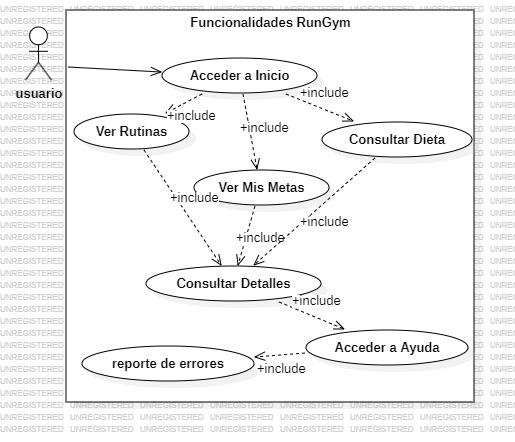 Funcionalidades RunGym
usuario
Acceder a Inicio
+include
+include
+include
Ver Rutinas
Consultar Dieta
Ver Mis Metas
+include
+include
+include
Consultar Detalles
+include
Acceder a Ayuda
reporte de errores
+include
UNREGISTERED